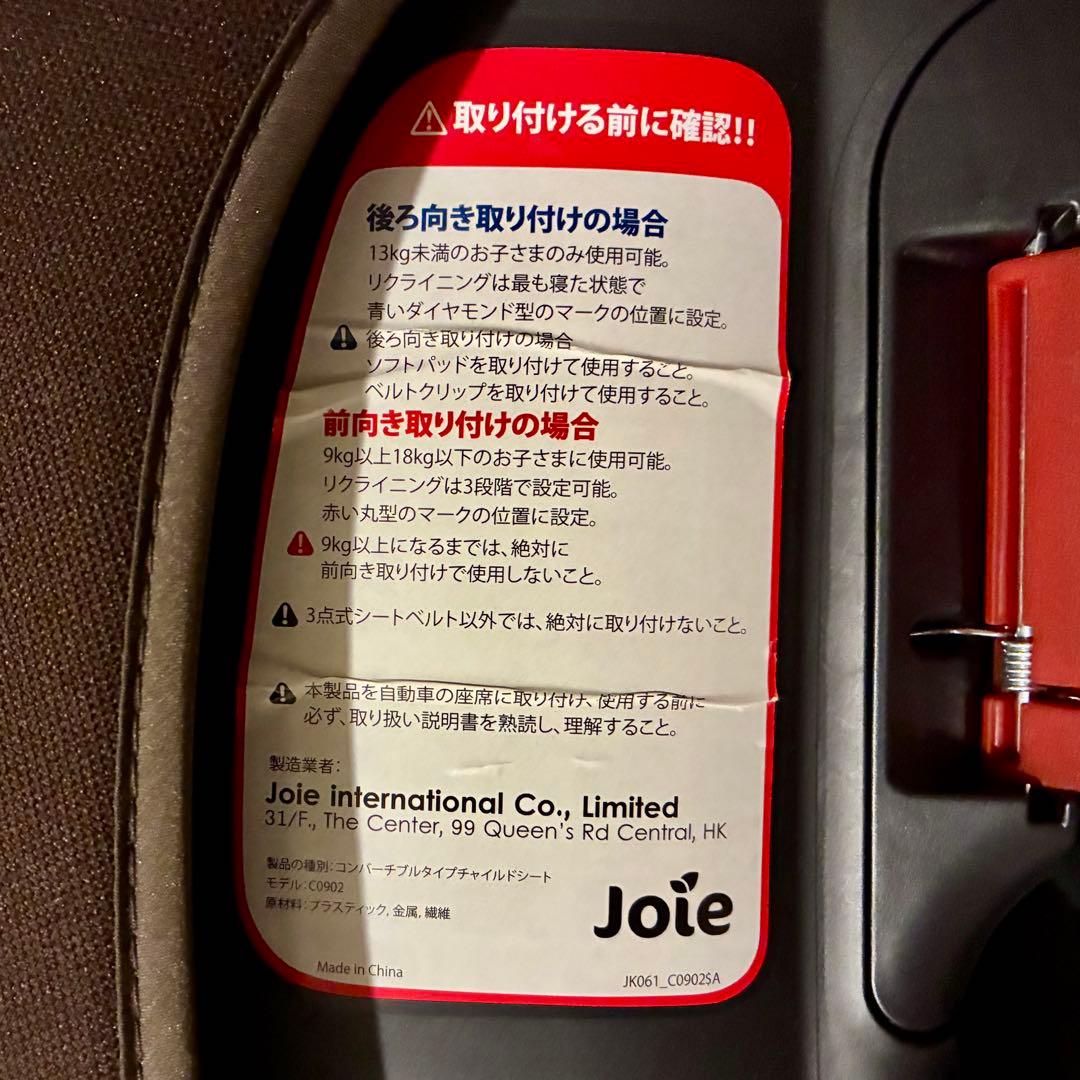 取り付ける前に確認!!
後ろ向き取り付けの場合
13kg未満のお子さまのみ使用可能。
リクライニングは最も寝た状態で
青いダイヤモンド型のマークの位置に設定。
後ろ向き取り付けの場合
ソフトパッドを取り付けて使用すること。
ベルトクリップを取り付けて使用すること。
前向き取り付けの場合
9kg以上18kg以下のお子さまに使用可能。
リクライニングは3段階で設定可能。
赤い丸型のマークの位置に設定。
9kg以上になるまでは、絶対に
前向き取り付けで使用しないこと。
3点式シートベルト以外では、絶対に取り付けないこと。
本製品を自動車の座席に取り付け、使用する前に
必ず、取り扱い説明書を熟読し、理解すること。
製造業者:
Joie international Co., Limited
31/F., The Center, 99 Queen's Rd Central, HK
製品の種別:コンバーチブルタイプチャイルドシート
モデル:C0902
原材料:プラスティック, 金属, 繊維
Joie
Made in China
JK061_C0902$A